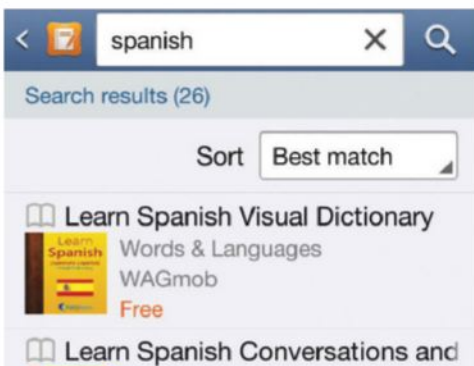 spanish
Search results (26)
Sort Best match
Learn Spanish Visual Dictionary
Learn
Spanish
Words & Languages
WAGmob
Free
Learn Spanish Conversations and